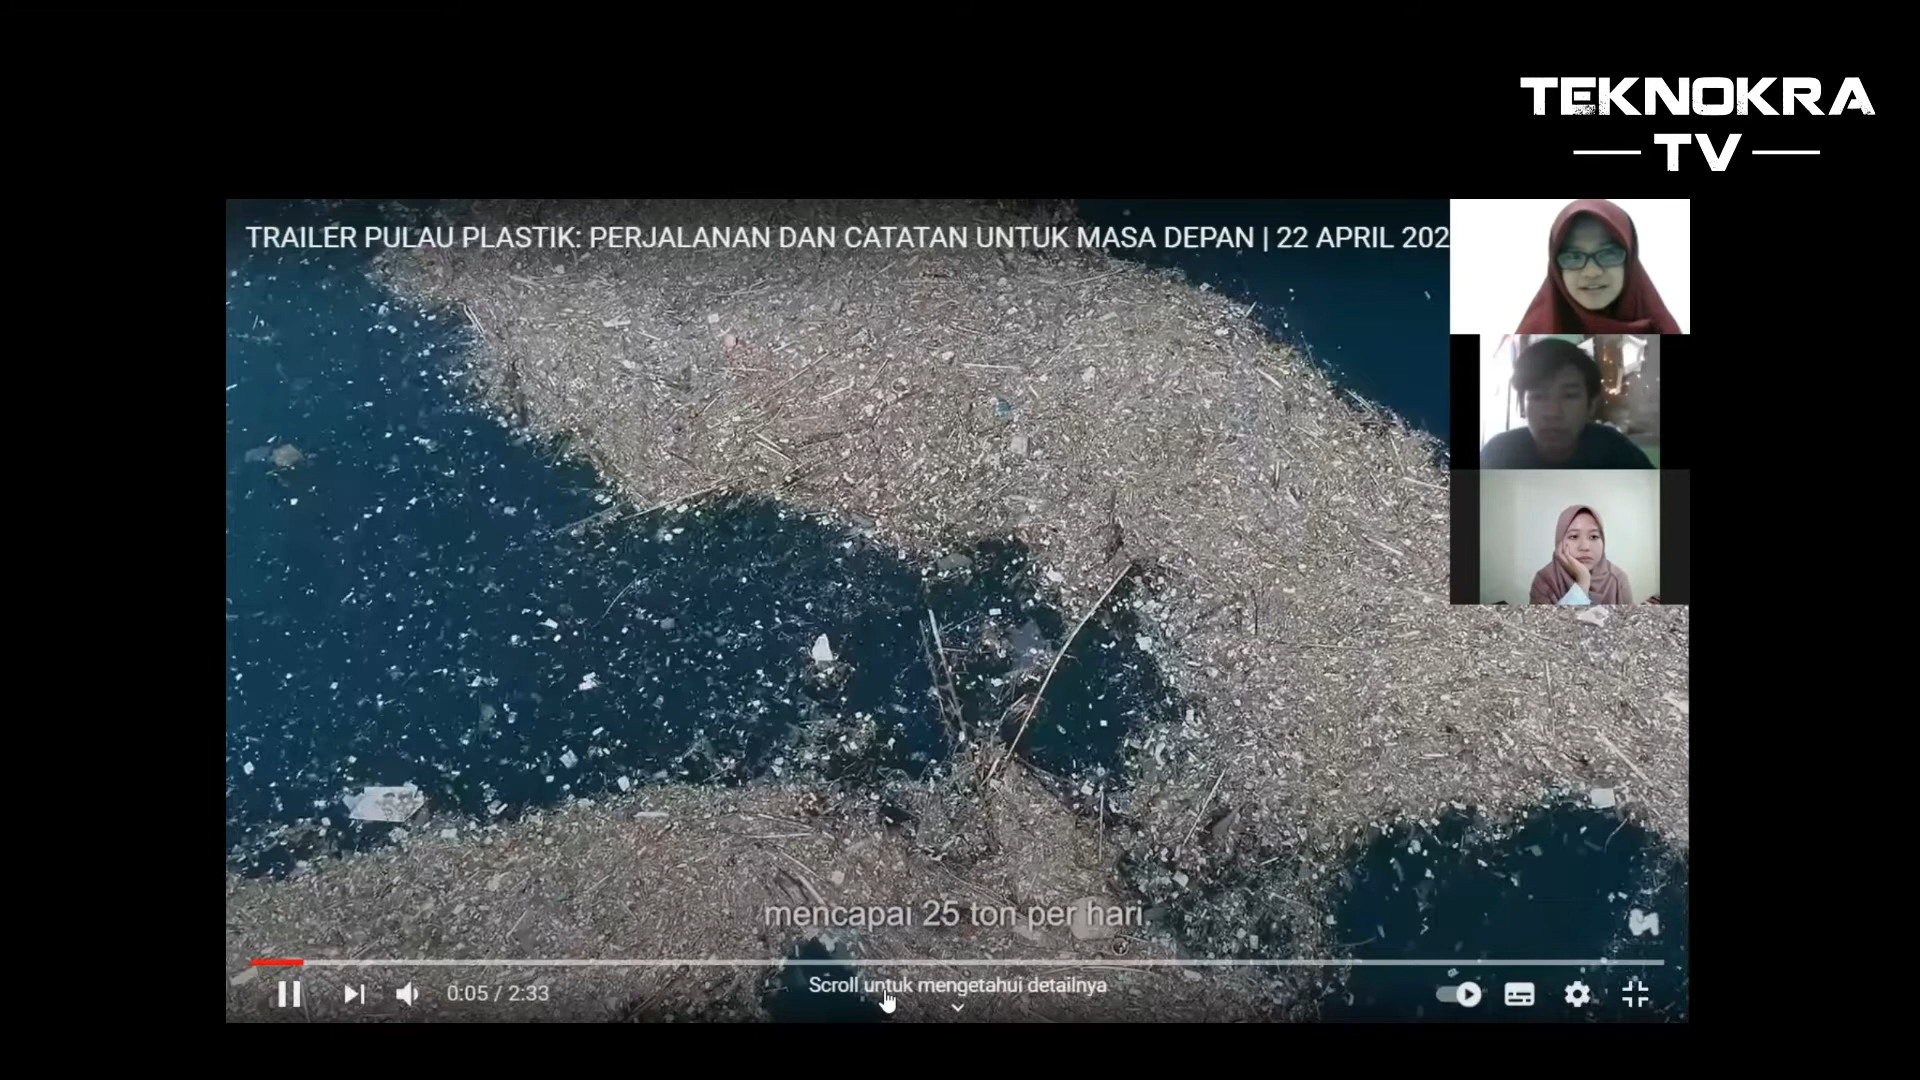 TEKNOKRA
TV
TRAILER PULAU PLASTIK: PERJALANAN DAN CATATAN UNTUK MASA DEPAN | 22 APRIL 202
mencapai 25 ton per hari.
Scroll untuk mengetahui detailnya
0:05 / 2:33